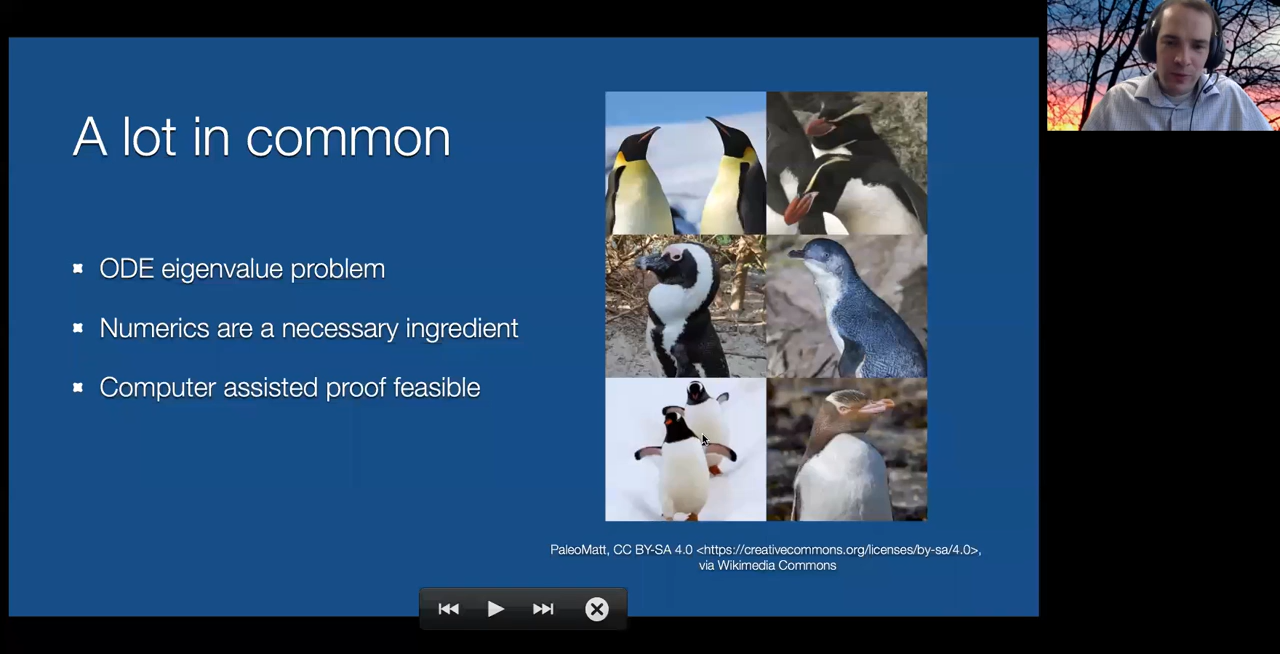 A lot in common
ODE eigenvalue problem
Numerics are a necessary ingredient
Computer assisted proof feasible
PaleoMatt, CC BY-SA 4.0 <https://creativecommons.org/licenses/by-sa/4.0>,
via Wikimedia Commons